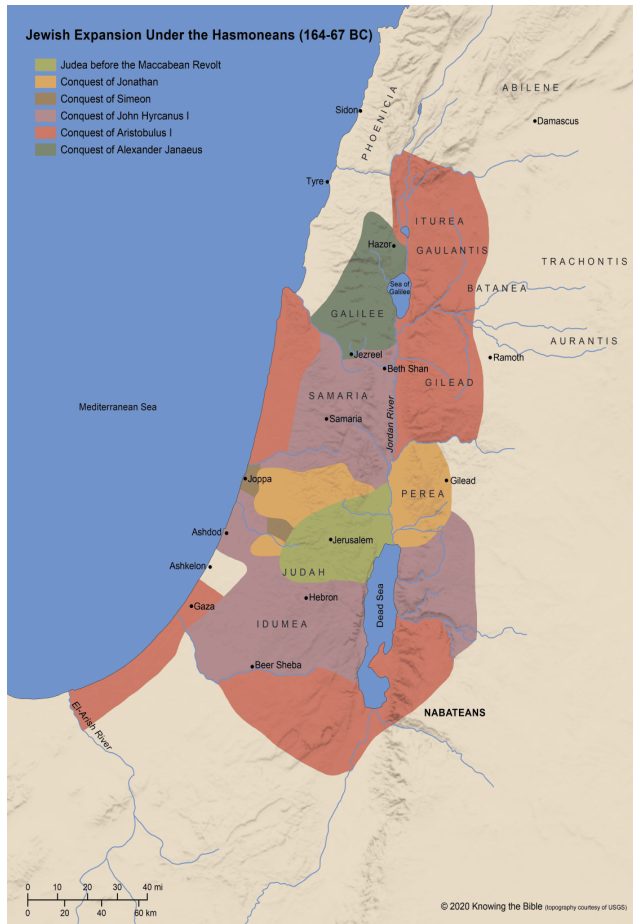 Jewish Expansion Under the Hasmoneans (164-67 BC)
Judea before the Maccabean Revolt
Conquest of Jonathan
Conquest of Simeon
Conquest of John Hyrcanus I
Conquest of Aristobulus I
Conquest of Alexander Janaeus
ABILENE
Sidon
PHOENICIA
Damascus
Tyre
ITUREA
Hazor
GAULANTIS
TRACHONTIS
Sea of
Galilee
BATANEA
GALILEE
AURANTIS
Jezreel
Ramoth
Beth Shan
GILEAD
SAMARIA
Mediterranean Sea
Jordan River
Samaria
Joppa
Gilead
PEREA
Ashdod
Jerusalem
Ashkelon
JUDAH
Dead Sea
Hebron
Gaza
IDUMEA
Beer Sheba
El-Arish River
NABATEANS
0 10 20 30 40 mi
0 20 40 60 km
© 2020 Knowing the Bible (topography courtesy of USGS)